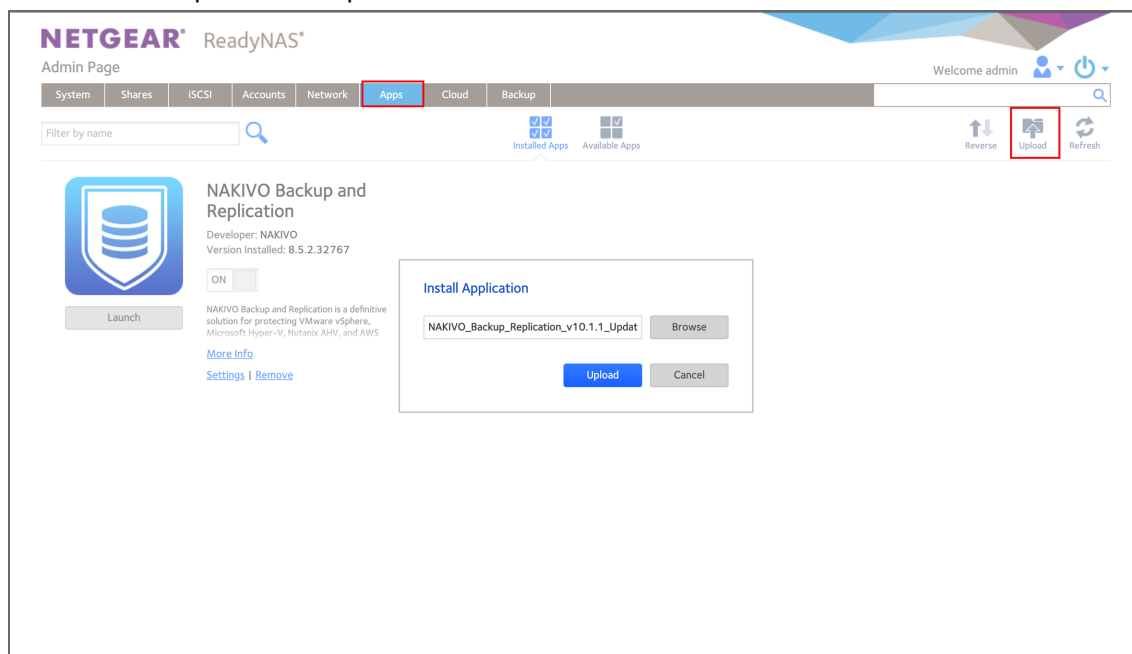 NETGEAR® ReadyNAS®
Admin Page
Welcome admin
System Shares iSCSI Accounts Network Apps Cloud Backup
Filter by name
Installed Apps Available Apps
Reverse Upload Refresh
NAKIVO Backup and
Replication
Developer: NAKIVO
Version Installed: 8.5.2.32767
ON
Launch
NAKIVO Backup and Replication is a definitive
solution for protecting VMware vSphere,
Microsoft Hyper-V, Nutanix AHV, and AWS
More Info
Settings | Remove
Install Application
NAKIVO_Backup_Replication_v10.1.1_Updat Browse
Upload Cancel